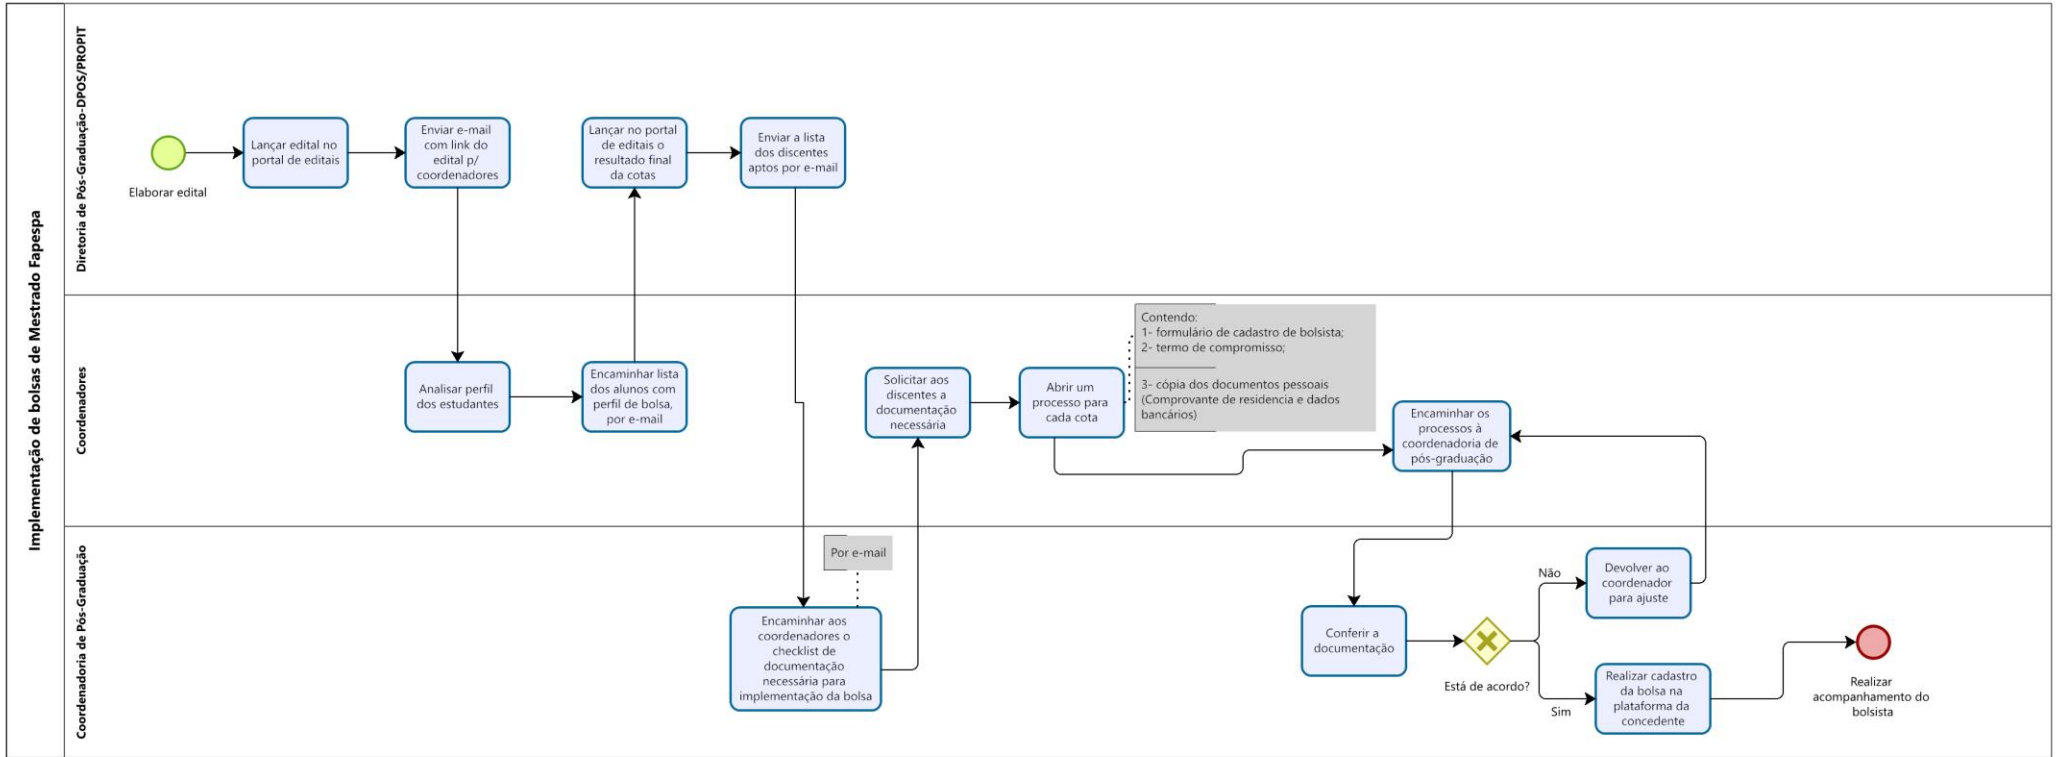 Implementação de bolsas de Mestrado Fapespa
Diretoria de Pós-Graduação-DPOS/PROPIT
Elaborar edital
Lançar edital no
portal de editais
Enviar e-mail
com link do
edital p/
coordenadores
Lançar no portal
de editais o
resultado final
da cotas
Enviar a lista
dos discentes
aptos por e-mail
Coordenadores
Analisar perfil
dos estudantes
Encaminhar lista
dos alunos com
perfil de bolsa,
por e-mail
Solicitar aos
discentes a
documentação
necessária
Abrir um
processo para
cada cota
Contendo:
1- formulário de cadastro de bolsista;
2- termo de compromisso;
3- cópia dos documentos pessoais
(Comprovante de residencia e dados
bancários)
Encaminhar os
processos à
coordenadoria de
pós-graduação
Coordenadoria de Pós-Graduação
Por e-mail
Encaminhar aos
coordenadores o
checklist de
documentação
necessária para
implementação da bolsa
Conferir a
documentação
Está de acordo?
Não
Devolver ao
coordenador
para ajuste
Sim
Realizar cadastro
da bolsa na
plataforma da
concedente
Realizar
acompanhamento do
bolsista